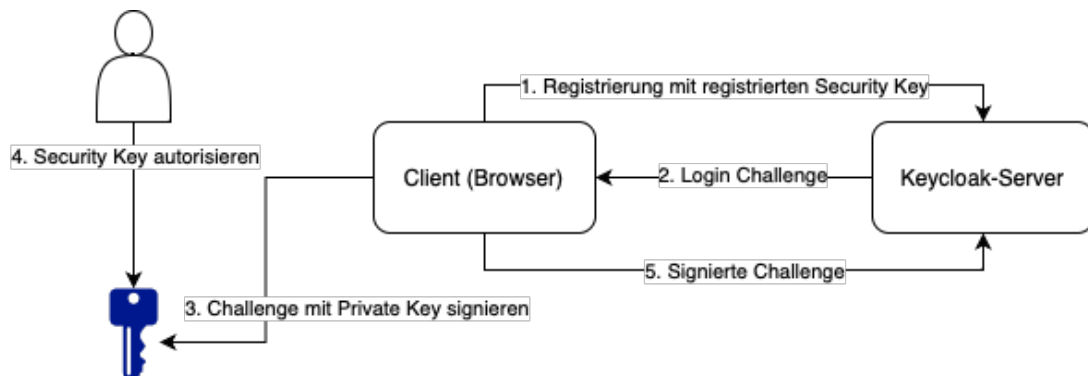 1. Registrierung mit registrierten Security Key
4. Security Key autorisieren
Client (Browser)
2. Login Challenge
Keycloak-Server
5. Signierte Challenge
3. Challenge mit Private Key signieren